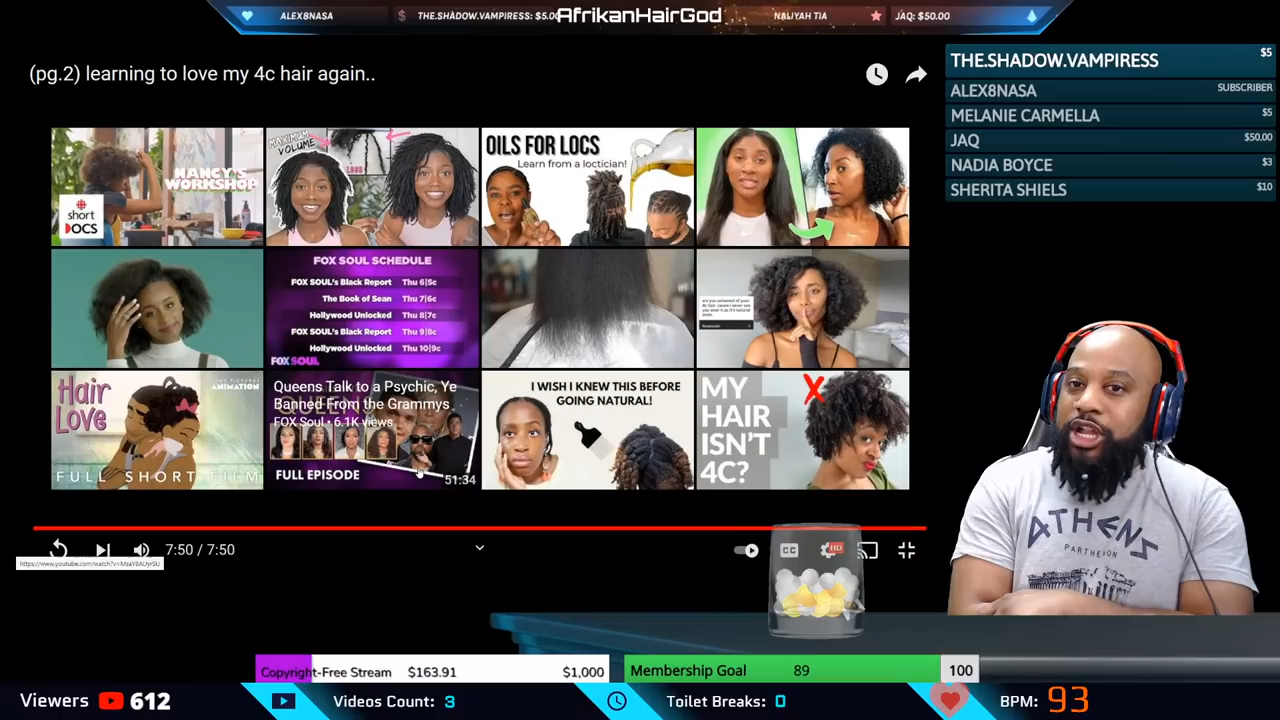 ALEX8NASA
$ THE.SHADOW.VAMPIRESS: $5.00
AfrikanHairGod
NALIYAH TIA
JAQ: $50.00
(pg.2) learning to love my 4c hair again..
THE.SHADOW.VAMPIRESS $5
ALEX8NASA SUBSCRIBER
MELANIE CARMELLA $5
JAQ $50.00
NADIA BOYCE $3
SHERITA SHIELS $10
NANCY'S
WORKSHOP
short
DOCS
MAXIMUM
VOLUME
OILS FOR LOCS
Learn from a loctician!
FOX SOUL SCHEDULE
FOX SOUL's Black Report Thu 6|5c
The Book of Sean Thu 7|6c
Hollywood Unlocked Thu 8|7c
FOX SOUL's Black Report Thu 9|8c
Hollywood Unlocked Thu 10|9c
FOX SOUL
Hair
Love
ANIMATION
FULL SHORT FILM
Queens Talk to a Psychic, Ye
Banned From the Grammys
FOX Soul • 6.1K views
QUEENS
FULL EPISODE
51:34
I WISH I KNEW THIS BEFORE
GOING NATURAL!
MY
HAIR
ISN'T
4C?
7:50 / 7:50
CC
HD
ATHENS
PARTHENON
Copyright-Free Stream $163.91 $1,000
Membership Goal 89 100
Viewers 612
Videos Count: 3
Toilet Breaks: 0
BPM: 93